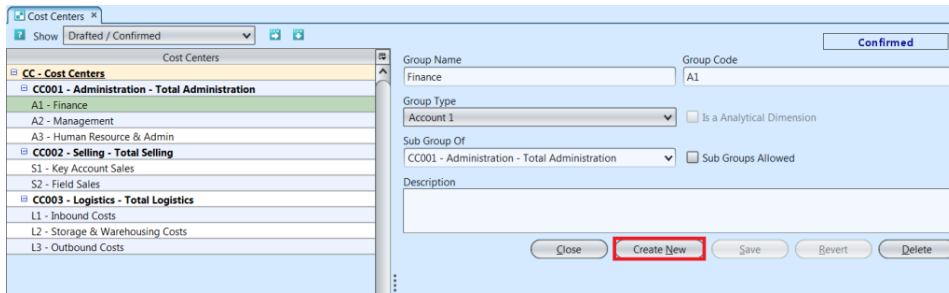 Cost Centers
Show Drafted / Confirmed
Cost Centers
CC - Cost Centers
CC001 - Administration - Total Administration
A1 - Finance
A2 - Management
A3 - Human Resource & Admin
CC002 - Selling - Total Selling
S1 - Key Account Sales
S2 - Field Sales
CC003 - Logistics - Total Logistics
L1 - Inbound Costs
L2 - Storage & Warehousing Costs
L3 - Outbound Costs
Confirmed
Group Name Group Code
Finance A1
Group Type
Account 1 Is a Analytical Dimension
Sub Group Of
CC001 - Administration - Total Administration Sub Groups Allowed
Description
Close Create New Save Revert Delete